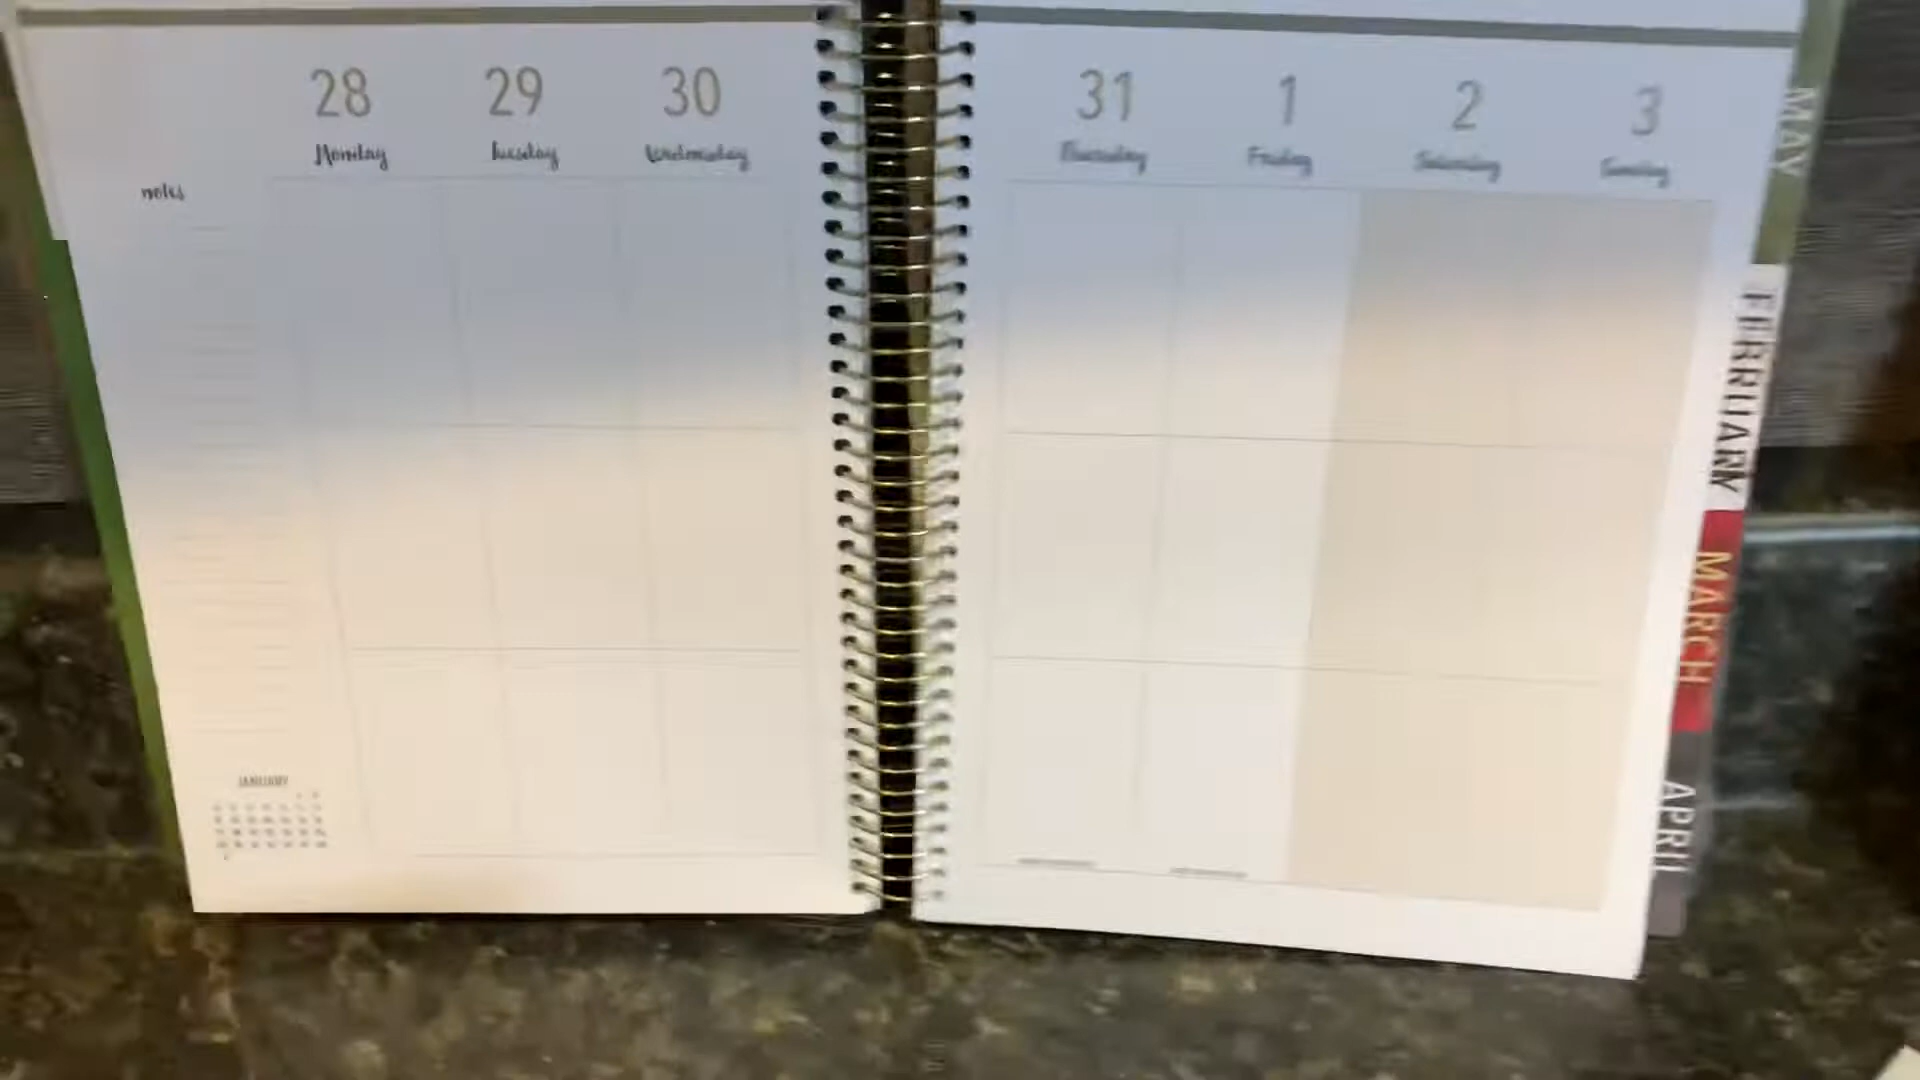 28 29 30 31 1 2 3
Monday Tuesday Wednesday Thursday Friday Saturday Sunday
notes
JANUARY
MAY
FEBRUARY
MARCH
APRIL